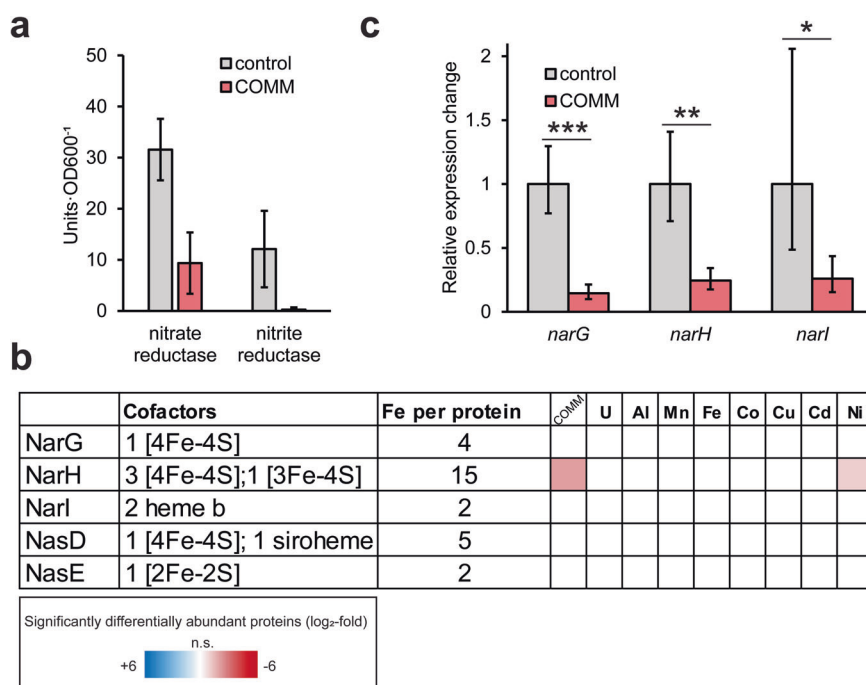 a
50
40
30
20
10
0
Units·OD600⁻¹
control
COMM
nitrate
reductase
nitrite
reductase
c
2
1.5
1
0.5
0
Relative expression change
control
COMM
***
**
*
narG
narH
narI
b
Cofactors Fe per protein COMM U Al Mn Fe Co Cu Cd Ni
NarG 1 [4Fe-4S] 4
NarH 3 [4Fe-4S];1 [3Fe-4S] 15
NarI 2 heme b 2
NasD 1 [4Fe-4S]; 1 siroheme 5
NasE 1 [2Fe-2S] 2
Significantly differentially abundant proteins (log₂-fold)
n.s.
+6 -6